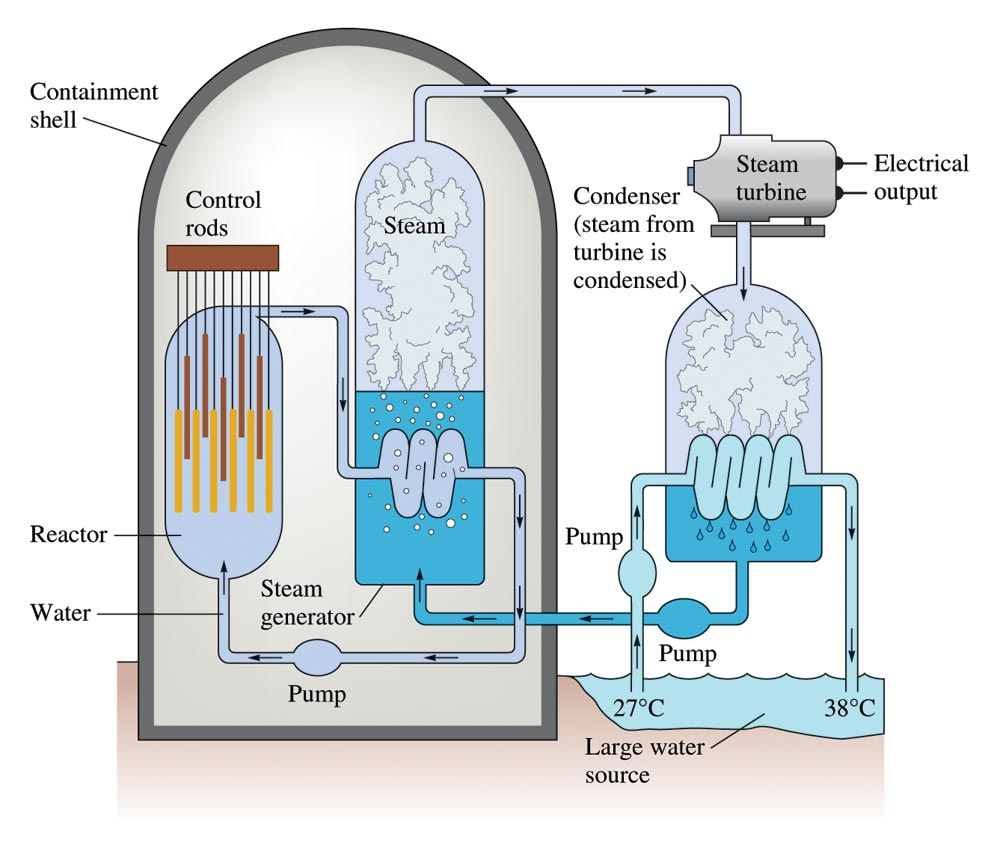 Containment
shell
Control
rods
Steam
Condenser
(steam from
turbine is
condensed)
Steam
turbine
Electrical
output
Reactor
Water
Steam
generator
Pump
Pump
Pump
27°C
38°C
Large water
source